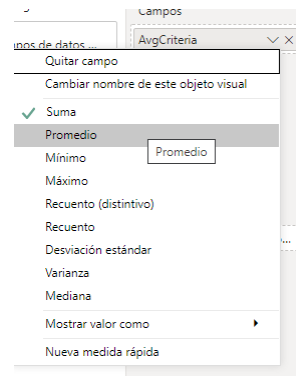 Campos
pos de datos ...
AvgCriteria
Quitar campo
Cambiar nombre de este objeto visual
Suma
Promedio
Promedio
Mínimo
Máximo
Recuento (distintivo)
Recuento
Desviación estándar
Varianza
Mediana
Mostrar valor como
Nueva medida rápida